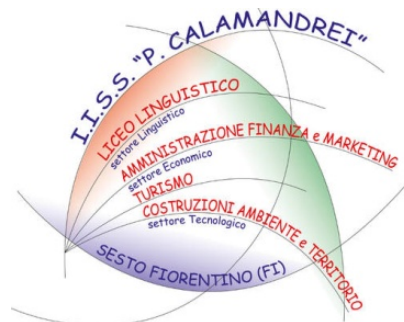 I.I.S.S. "P. CALAMANDREI"
LICEO LINGUISTICO
settore Linguistico
AMMINISTRAZIONE FINANZA e MARKETING
settore Economico
TURISMO
COSTRUZIONI AMBIENTE e TERRITORIO
settore Tecnologico
SESTO FIORENTINO (FI)